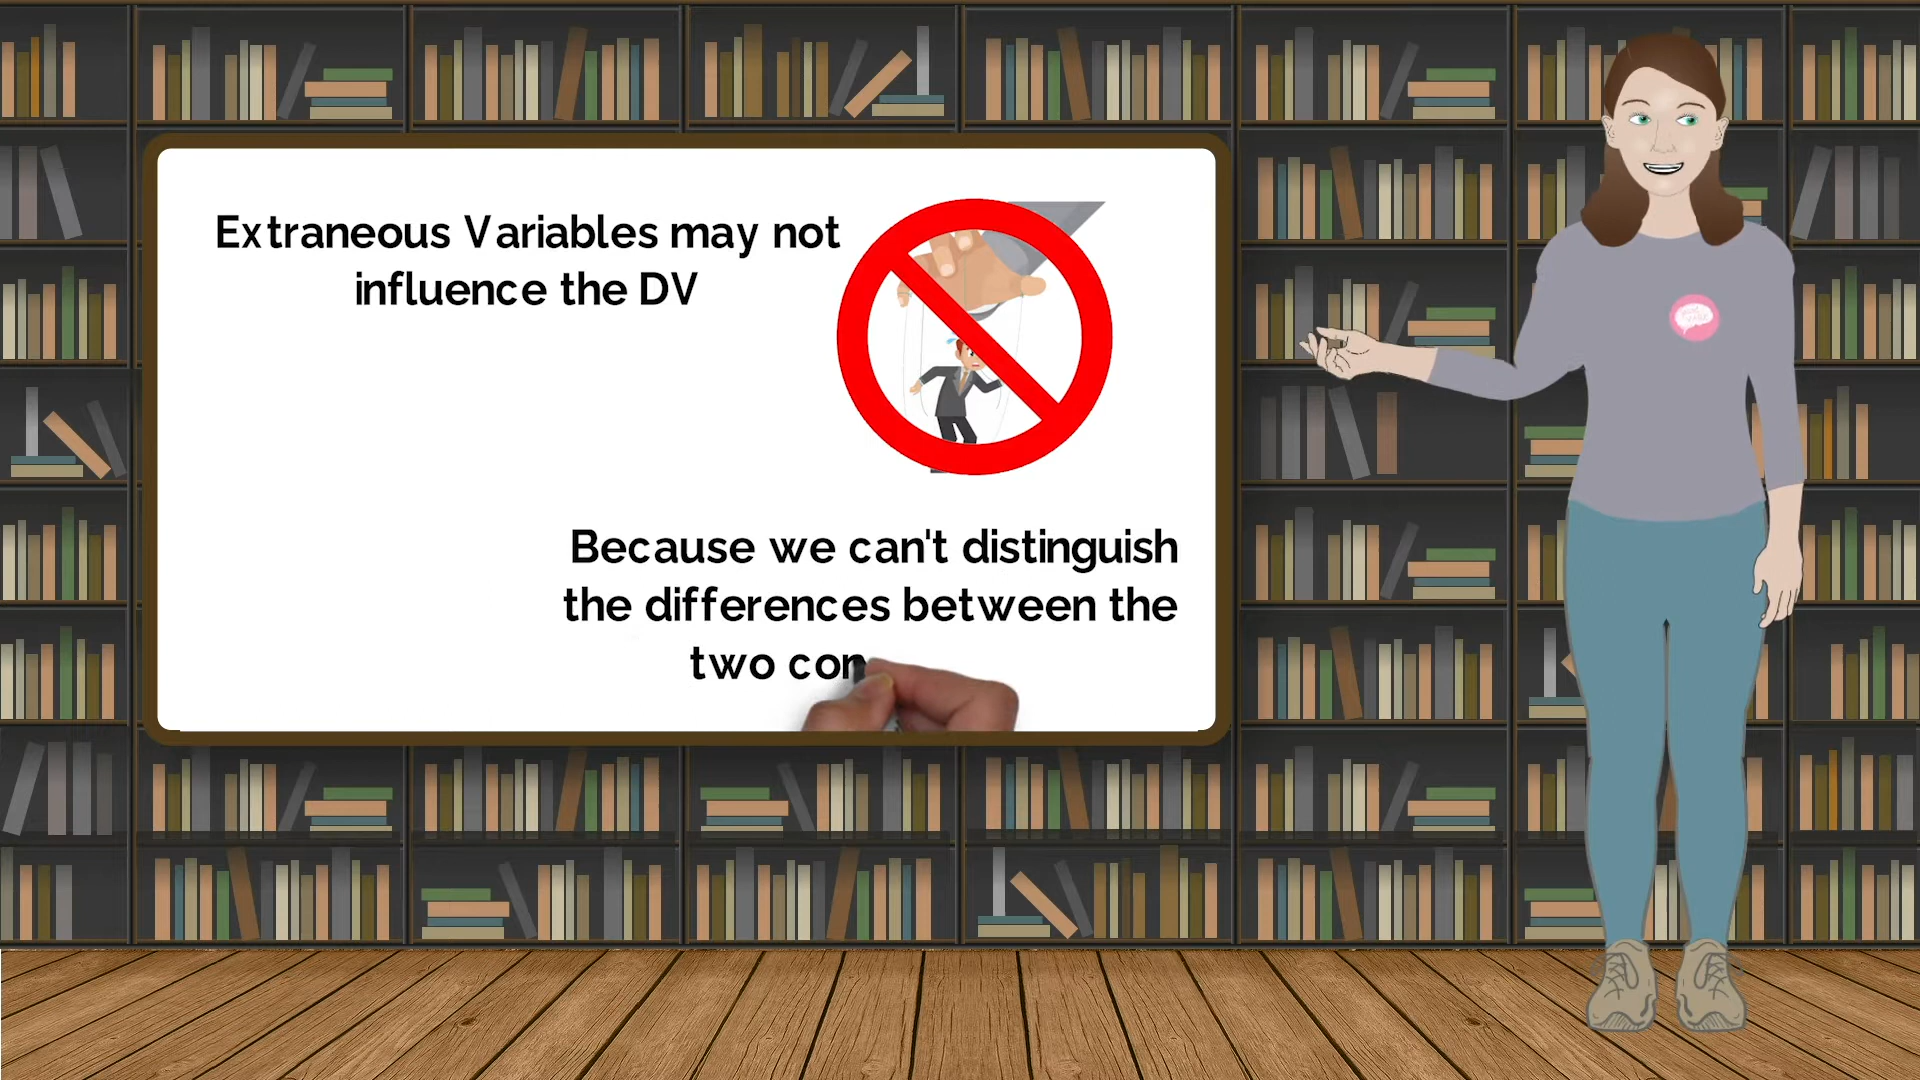 Extraneous Variables may not
influence the DV
Because we can't distinguish
the differences between the
two con